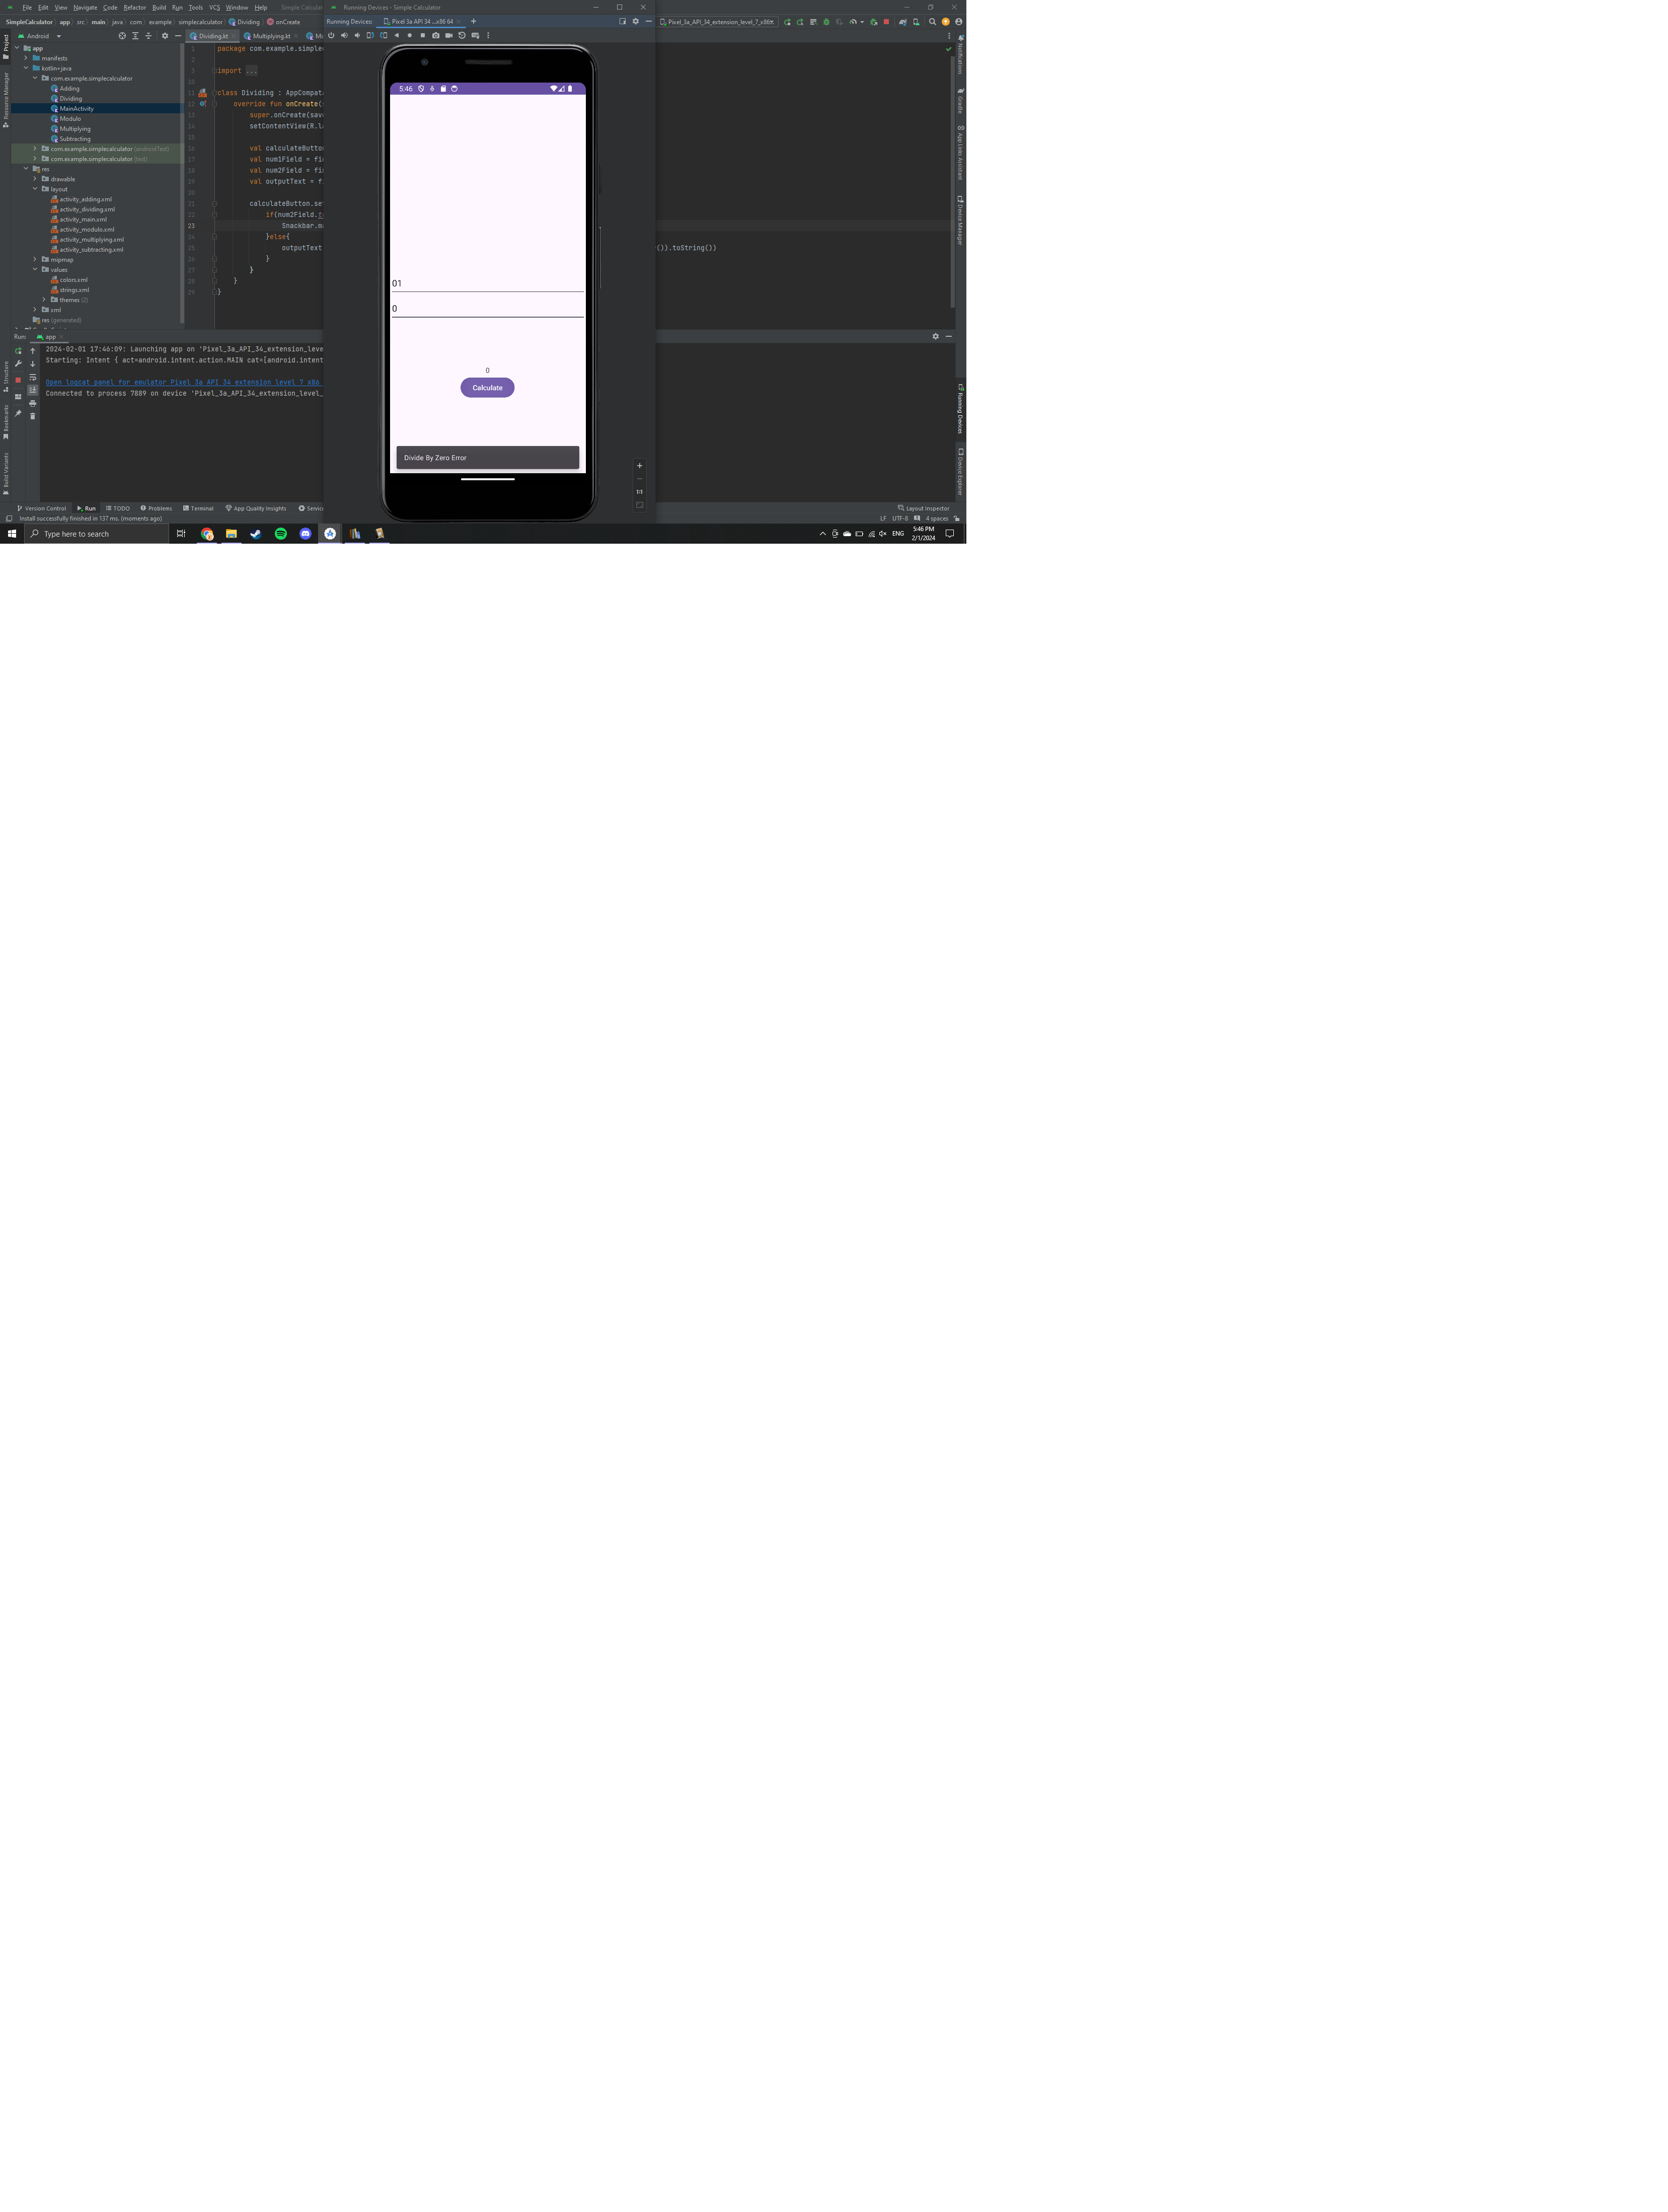 File Edit View Navigate Code Refactor Build Run Tools VCS Window Help Simple Calculator
Running Devices - Simple Calculator
SimpleCalculator app src main java com example simplecalculator Dividing onCreate
Running Devices: Pixel 3a API 34 ...x86 64
Pixel_3a_API_34_extension_level_7_x86
Android
Dividing.kt Multiplying.kt
Project
Resource Manager
app
manifests
kotlin+java
com.example.simplecalculator
Adding
Dividing
MainActivity
Modulo
Multiplying
Subtracting
com.example.simplecalculator (androidTest)
com.example.simplecalculator (test)
res
drawable
layout
activity_adding.xml
activity_dividing.xml
activity_main.xml
activity_modulo.xml
activity_multiplying.xml
activity_subtracting.xml
mipmap
values
colors.xml
strings.xml
themes (2)
xml
res (generated)
1 package com.example.simple
2
3 import ...
10
11 class Dividing : AppCompat
12 override fun onCreate(
13 super.onCreate(sav
14 setContentView(R.l
15
16 val calculateButton
17 val num1Field = fi
18 val num2Field = fi
19 val outputText = f
20
21 calculateButton.se
22 if(num2Field.
23 Snackbar.m
24 }else{
25 outputText ()).toString())
26 }
27 }
28 }
29 }
5:46
01
0
0
Calculate
Divide By Zero Error
1:1
Notifications
Gradle
App Links Assistant
Device Manager
Running Devices
Device Explorer
Run: app
2024-02-01 17:46:09: Launching app on 'Pixel_3a_API_34_extension_leve
Starting: Intent { act=android.intent.action.MAIN cat=[android.intent
Open logcat panel for emulator Pixel 3a API 34 extension level 7 x86
Connected to process 7889 on device 'Pixel_3a_API_34_extension_level_
Structure
Bookmarks
Build Variants
Version Control Run TODO Problems Terminal App Quality Insights Servic
Layout Inspector
Install successfully finished in 137 ms. (moments ago)
LF UTF-8 4 spaces
Type here to search
ENG
5:46 PM
2/1/2024